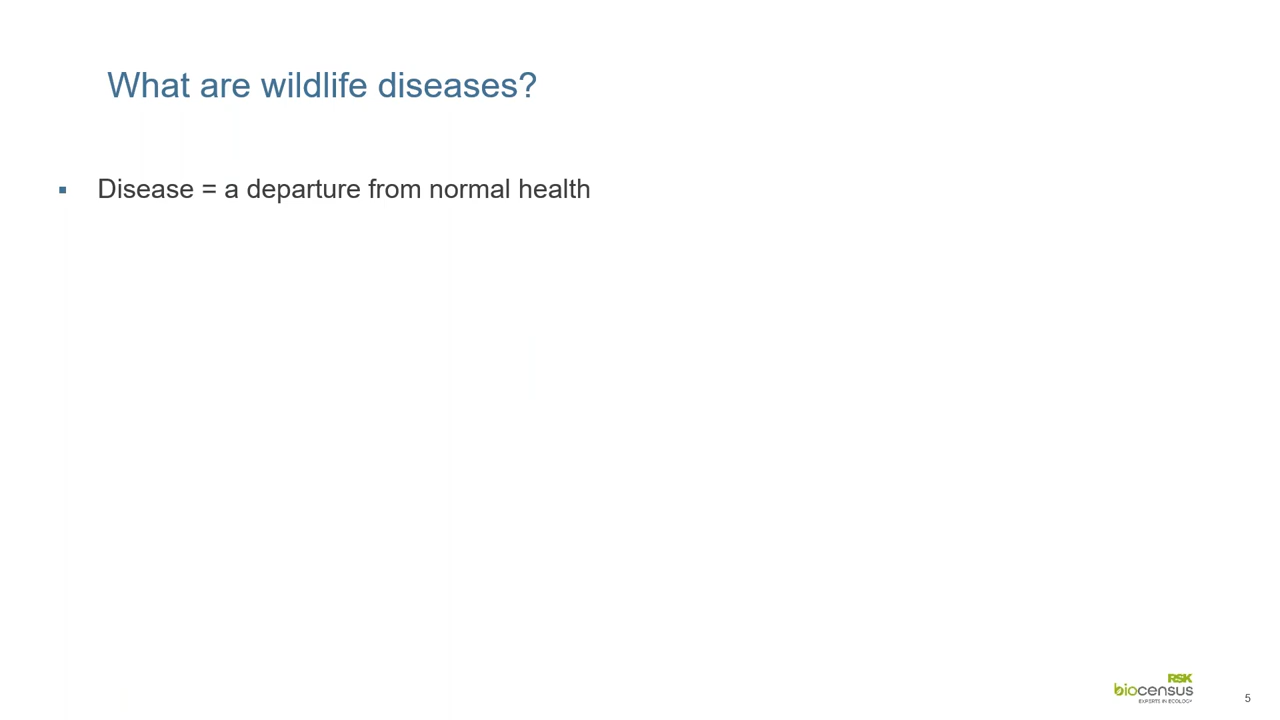 What are wildlife diseases?
▪ Disease = a departure from normal health
RSK
biocensus
EXPERTS IN ECOLOGY
5